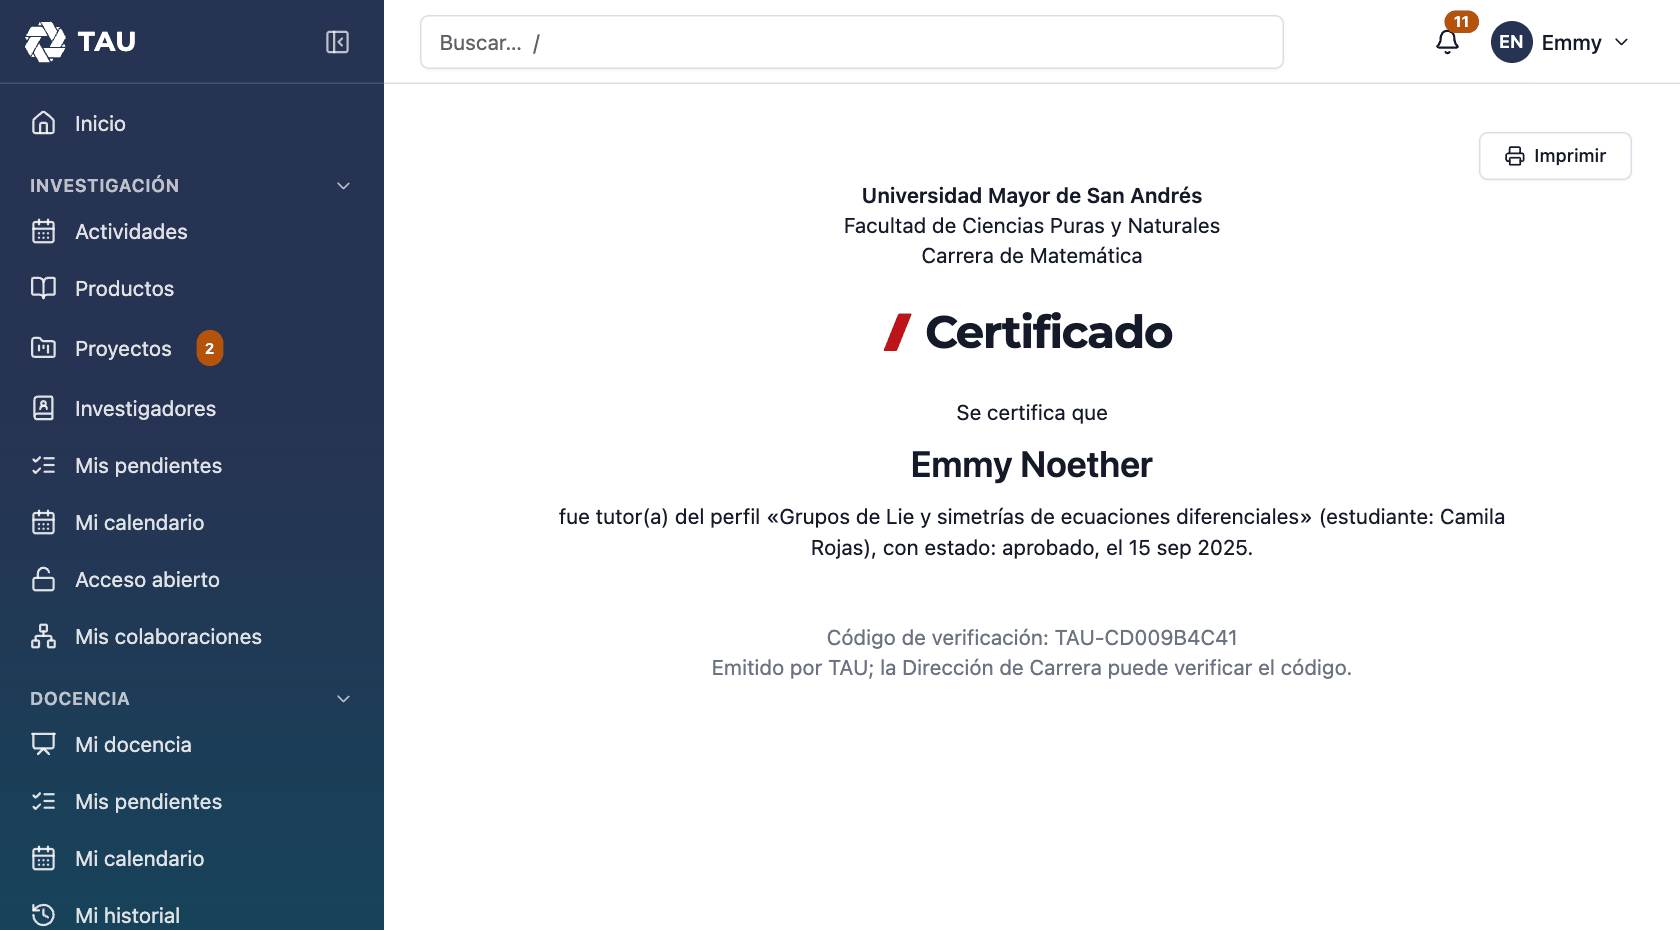 TAU
Buscar... /
11
EN
Emmy
Inicio
INVESTIGACIÓN
Actividades
Productos
Proyectos
2
Investigadores
Mis pendientes
Mi calendario
Acceso abierto
Mis colaboraciones
DOCENCIA
Mi docencia
Mis pendientes
Mi calendario
Mi historial
Imprimir
Universidad Mayor de San Andrés
Facultad de Ciencias Puras y Naturales
Carrera de Matemática
Certificado
Se certifica que
Emmy Noether
fue tutor(a) del perfil «Grupos de Lie y simetrías de ecuaciones diferenciales» (estudiante: Camila
Rojas), con estado: aprobado, el 15 sep 2025.
Código de verificación: TAU-CD009B4C41
Emitido por TAU; la Dirección de Carrera puede verificar el código.